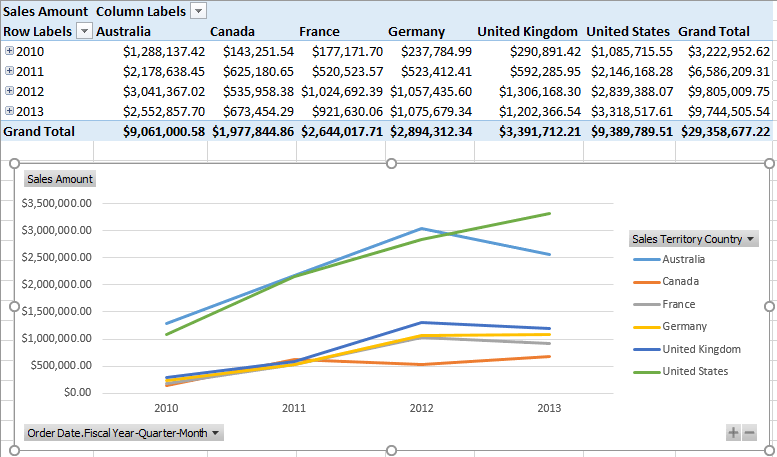 Sales Amount Column Labels
Row Labels Australia Canada France Germany United Kingdom United States Grand Total
2010 $1,288,137.42 $143,251.54 $177,171.70 $237,784.99 $290,891.42 $1,085,715.55 $3,222,952.62
2011 $2,178,638.45 $625,180.65 $520,523.57 $523,412.41 $592,285.95 $2,146,168.28 $6,586,209.31
2012 $3,041,367.02 $535,958.38 $1,024,692.39 $1,057,435.60 $1,306,168.30 $2,839,388.07 $9,805,009.75
2013 $2,552,857.70 $673,454.29 $921,630.06 $1,075,679.34 $1,202,366.54 $3,318,517.61 $9,744,505.54
Grand Total $9,061,000.58 $1,977,844.86 $2,644,017.71 $2,894,312.34 $3,391,712.21 $9,389,789.51 $29,358,677.22
Sales Amount
$3,500,000.00
$3,000,000.00
$2,500,000.00
$2,000,000.00
$1,500,000.00
$1,000,000.00
$500,000.00
$0.00
2010 2011 2012 2013
Sales Territory Country
Australia
Canada
France
Germany
United Kingdom
United States
Order Date.Fiscal Year-Quarter-Month